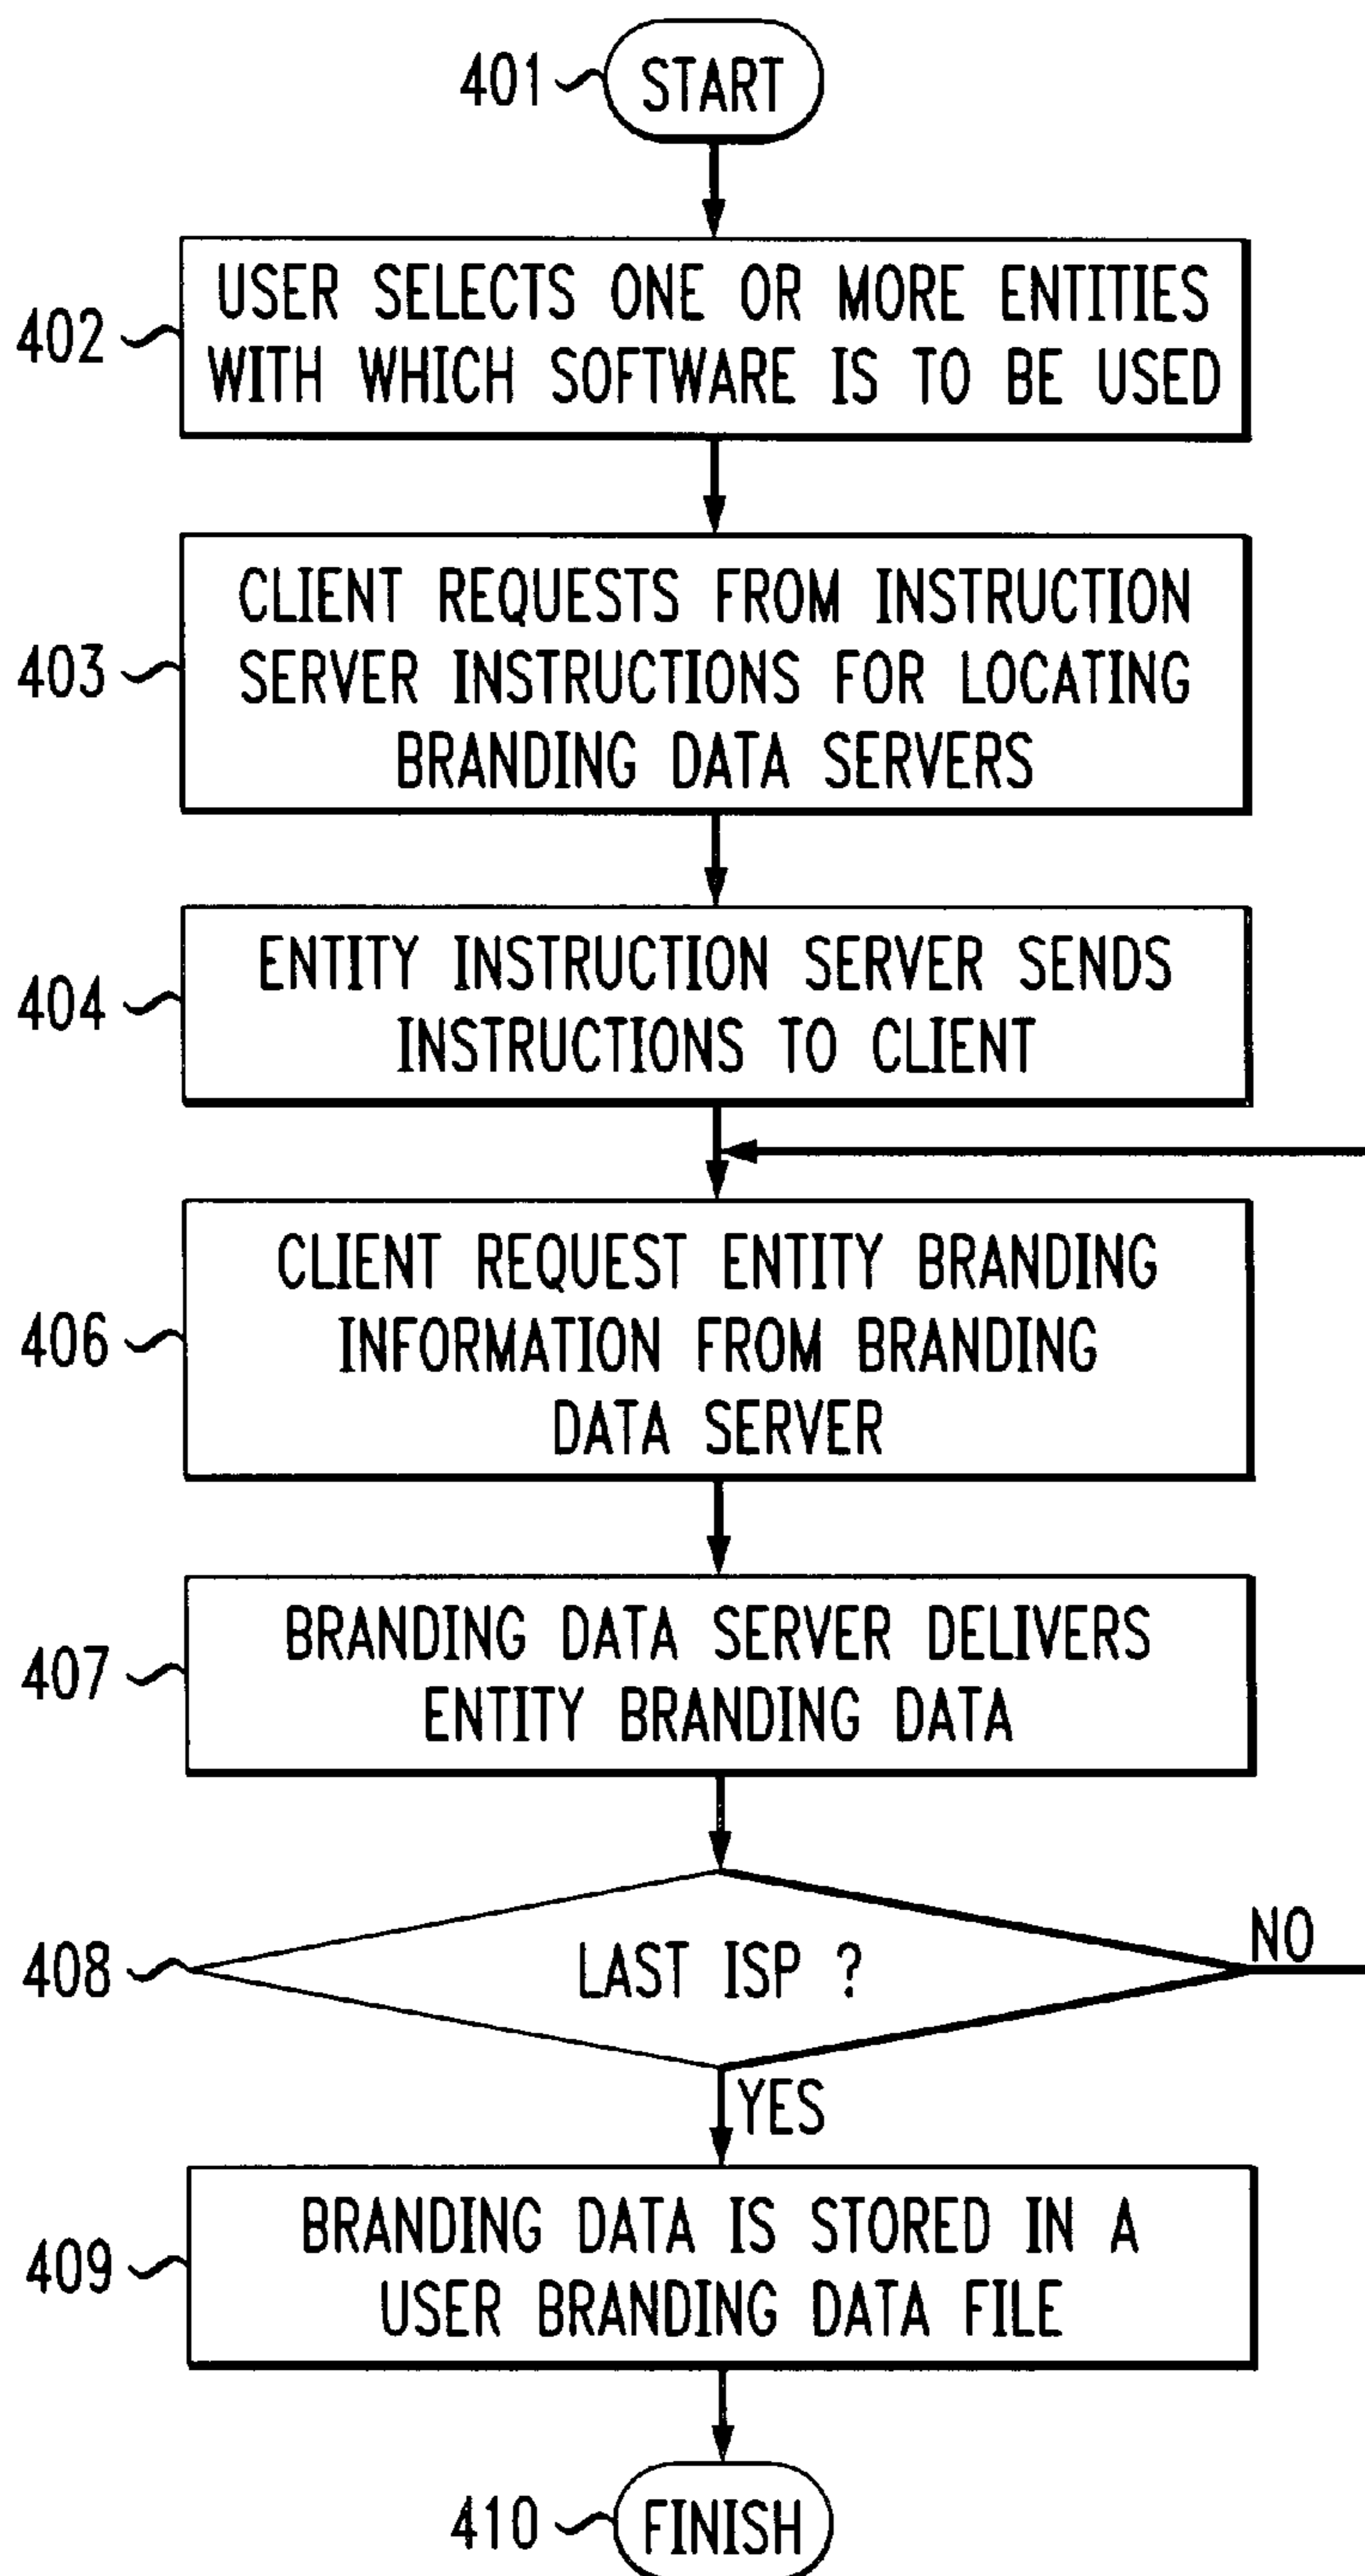 401 START
402 USER SELECTS ONE OR MORE ENTITIES
WITH WHICH SOFTWARE IS TO BE USED
403 CLIENT REQUESTS FROM INSTRUCTION
SERVER INSTRUCTIONS FOR LOCATING
BRANDING DATA SERVERS
404 ENTITY INSTRUCTION SERVER SENDS
INSTRUCTIONS TO CLIENT
406 CLIENT REQUEST ENTITY BRANDING
INFORMATION FROM BRANDING
DATA SERVER
407 BRANDING DATA SERVER DELIVERS
ENTITY BRANDING DATA
408 LAST ISP ? NO
YES
409 BRANDING DATA IS STORED IN A
USER BRANDING DATA FILE
410 FINISH